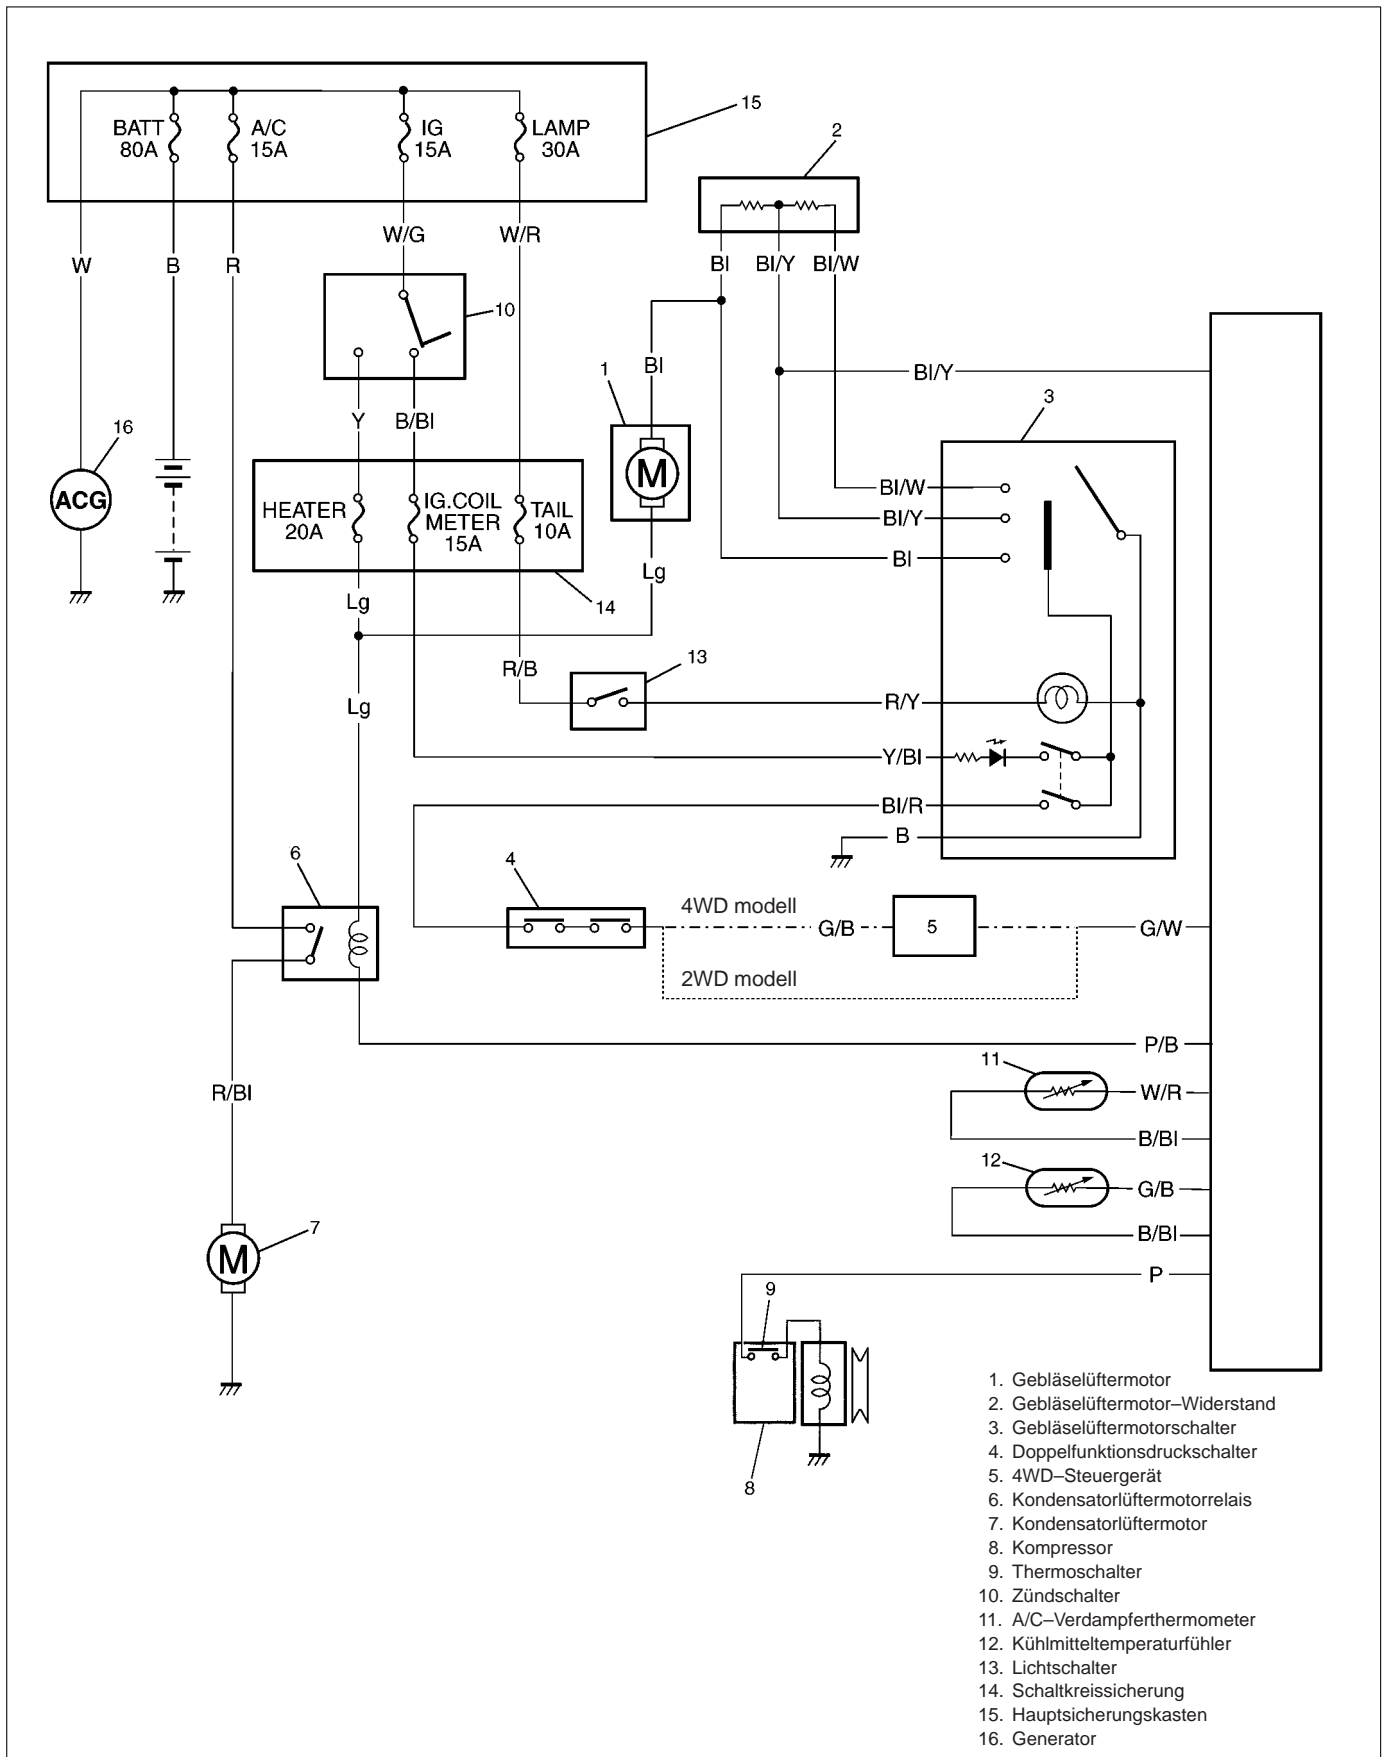 15
BATT
80A
A/C
15A
IG
15A
LAMP
30A
2
W/G
W/R
W
B
R
Bl
Bl/Y
Bl/W
10
Bl
1
Bl/Y
3
16
Y
B/Bl
ACG
HEATER
20A
IG.COIL
METER
15A
TAIL
10A
M
Bl/W
Bl/Y
Bl
Lg
Lg
14
R/B
13
Lg
R/Y
Y/Bl
Bl/R
B
6
4
4WD modell
G/B
5
G/W
2WD modell
P/B
11
W/R
R/Bl
B/Bl
12
G/B
B/Bl
7
M
P
9
8
1. Gebläselüftermotor
2. Gebläselüftermotor–Widerstand
3. Gebläselüftermotorschalter
4. Doppelfunktionsdruckschalter
5. 4WD–Steuergerät
6. Kondensatorlüftermotorrelais
7. Kondensatorlüftermotor
8. Kompressor
9. Thermoschalter
10. Zündschalter
11. A/C–Verdampferthermometer
12. Kühlmitteltemperaturfühler
13. Lichtschalter
14. Schaltkreissicherung
15. Hauptsicherungskasten
16. Generator